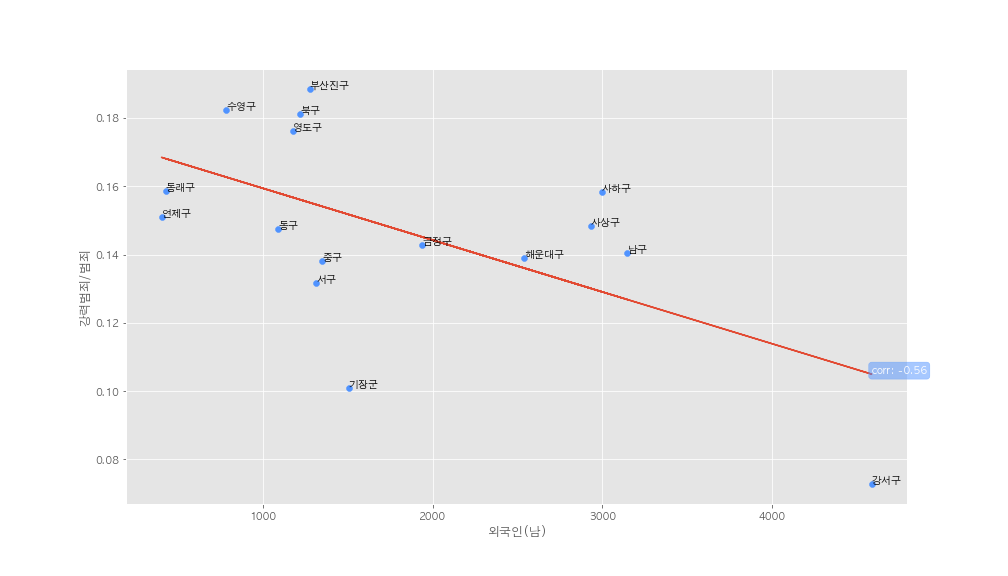 부산진구
수영구
북구
영도구
0.18
동래구
사하구
0.16
연제구
동구
사상구
금정구
남구
해운대구
0.14
중구
서구
강력범죄/범죄
0.12
corr: -0.56
기장군
0.10
강서구
0.08
1000
2000
3000
4000
외국인(남)